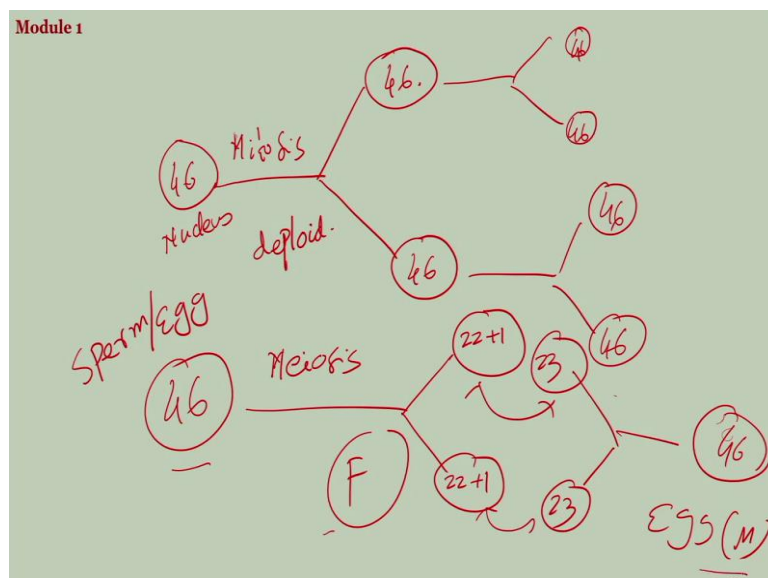 Module 1
46
46
46
Mitosis
46
Nucleus
deploid.
46
46
46
Sperm/Egg
46
Meiosis
22+1
23
22+1
23
F
46
Egg (M)